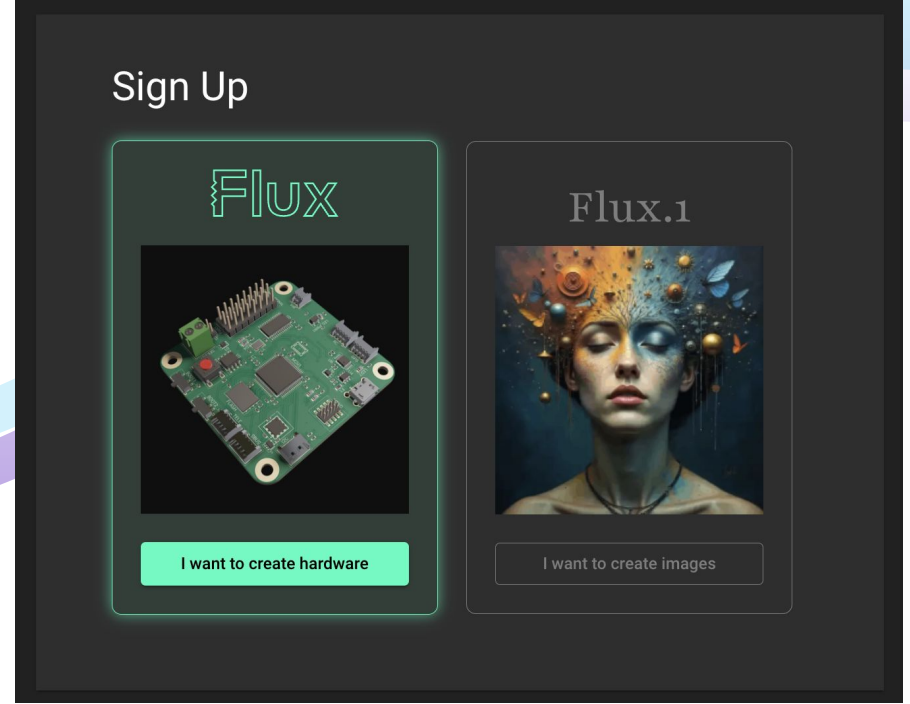 Sign Up
Flux
Flux.1
I want to create hardware
I want to create images